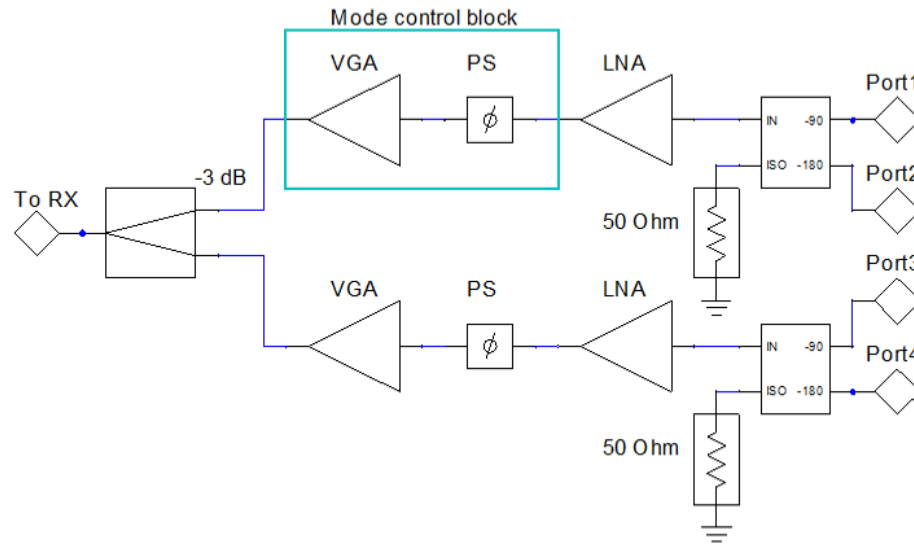 Mode control block
VGA
PS
LNA
Port1
IN
-90
ϕ
ISO
-180
-3 dB
Port2
To RX
50 Ohm
Port3
VGA
PS
LNA
IN
-90
Port4
ϕ
ISO
-180
50 Ohm